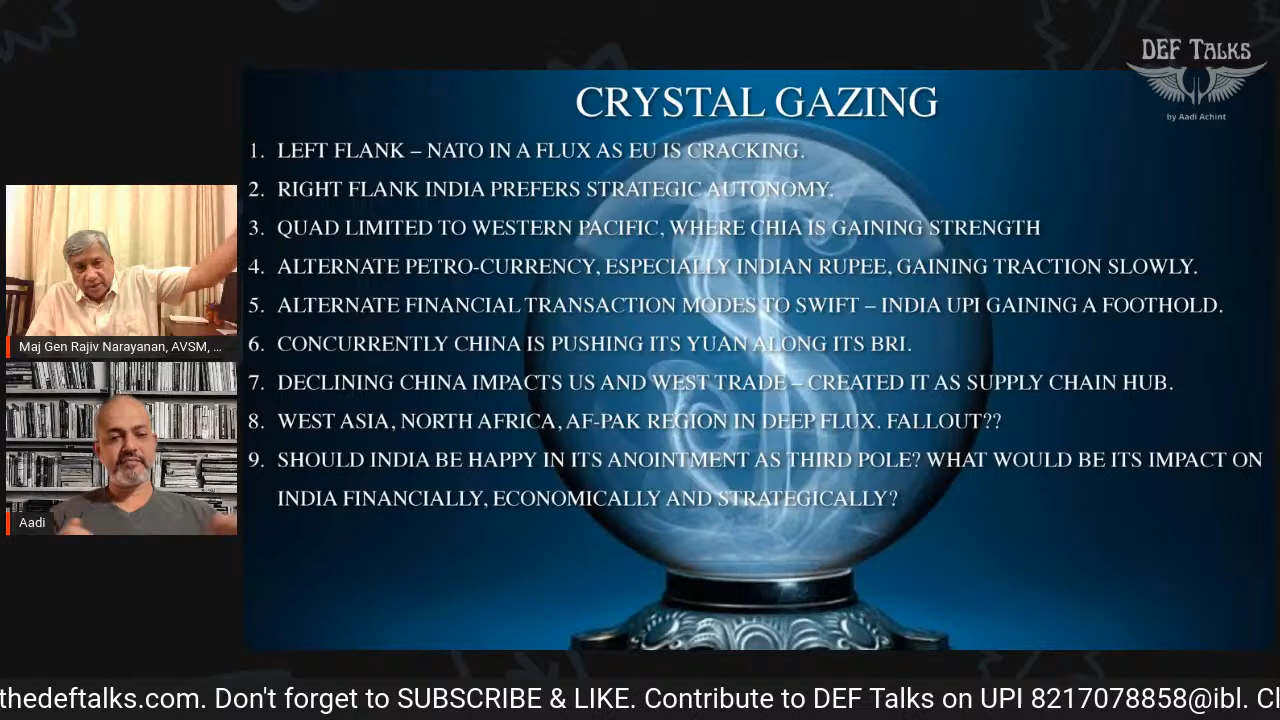 DEF TALKS
by Aadi Achint
CRYSTAL GAZING
1. LEFT FLANK – NATO IN A FLUX AS EU IS CRACKING.
2. RIGHT FLANK INDIA PREFERS STRATEGIC AUTONOMY.
3. QUAD LIMITED TO WESTERN PACIFIC, WHERE CHIA IS GAINING STRENGTH
4. ALTERNATE PETRO-CURRENCY, ESPECIALLY INDIAN RUPEE, GAINING TRACTION SLOWLY.
5. ALTERNATE FINANCIAL TRANSACTION MODES TO SWIFT – INDIA UPI GAINING A FOOTHOLD.
6. CONCURRENTLY CHINA IS PUSHING ITS YUAN ALONG ITS BRI.
7. DECLINING CHINA IMPACTS US AND WEST TRADE – CREATED IT AS SUPPLY CHAIN HUB.
8. WEST ASIA, NORTH AFRICA, AF-PAK REGION IN DEEP FLUX. FALLOUT??
9. SHOULD INDIA BE HAPPY IN ITS ANOINTMENT AS THIRD POLE? WHAT WOULD BE ITS IMPACT ON
INDIA FINANCIALLY, ECONOMICALLY AND STRATEGICALLY?
Maj Gen Rajiv Narayanan, AVSM, ...
Aadi
thedeftalks.com. Don't forget to SUBSCRIBE & LIKE. Contribute to DEF Talks on UPI 8217078858@ibl. Cl